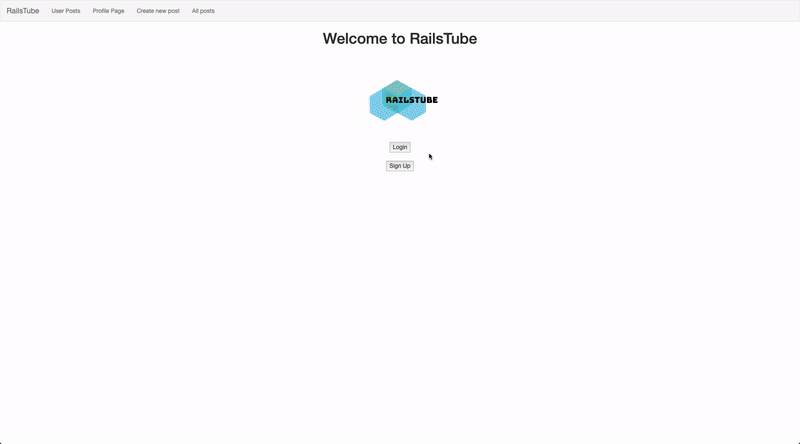 RailsTube User Posts Profile Page Create new post All posts
Welcome to RailsTube
RAILSTUBE
Login
Sign Up